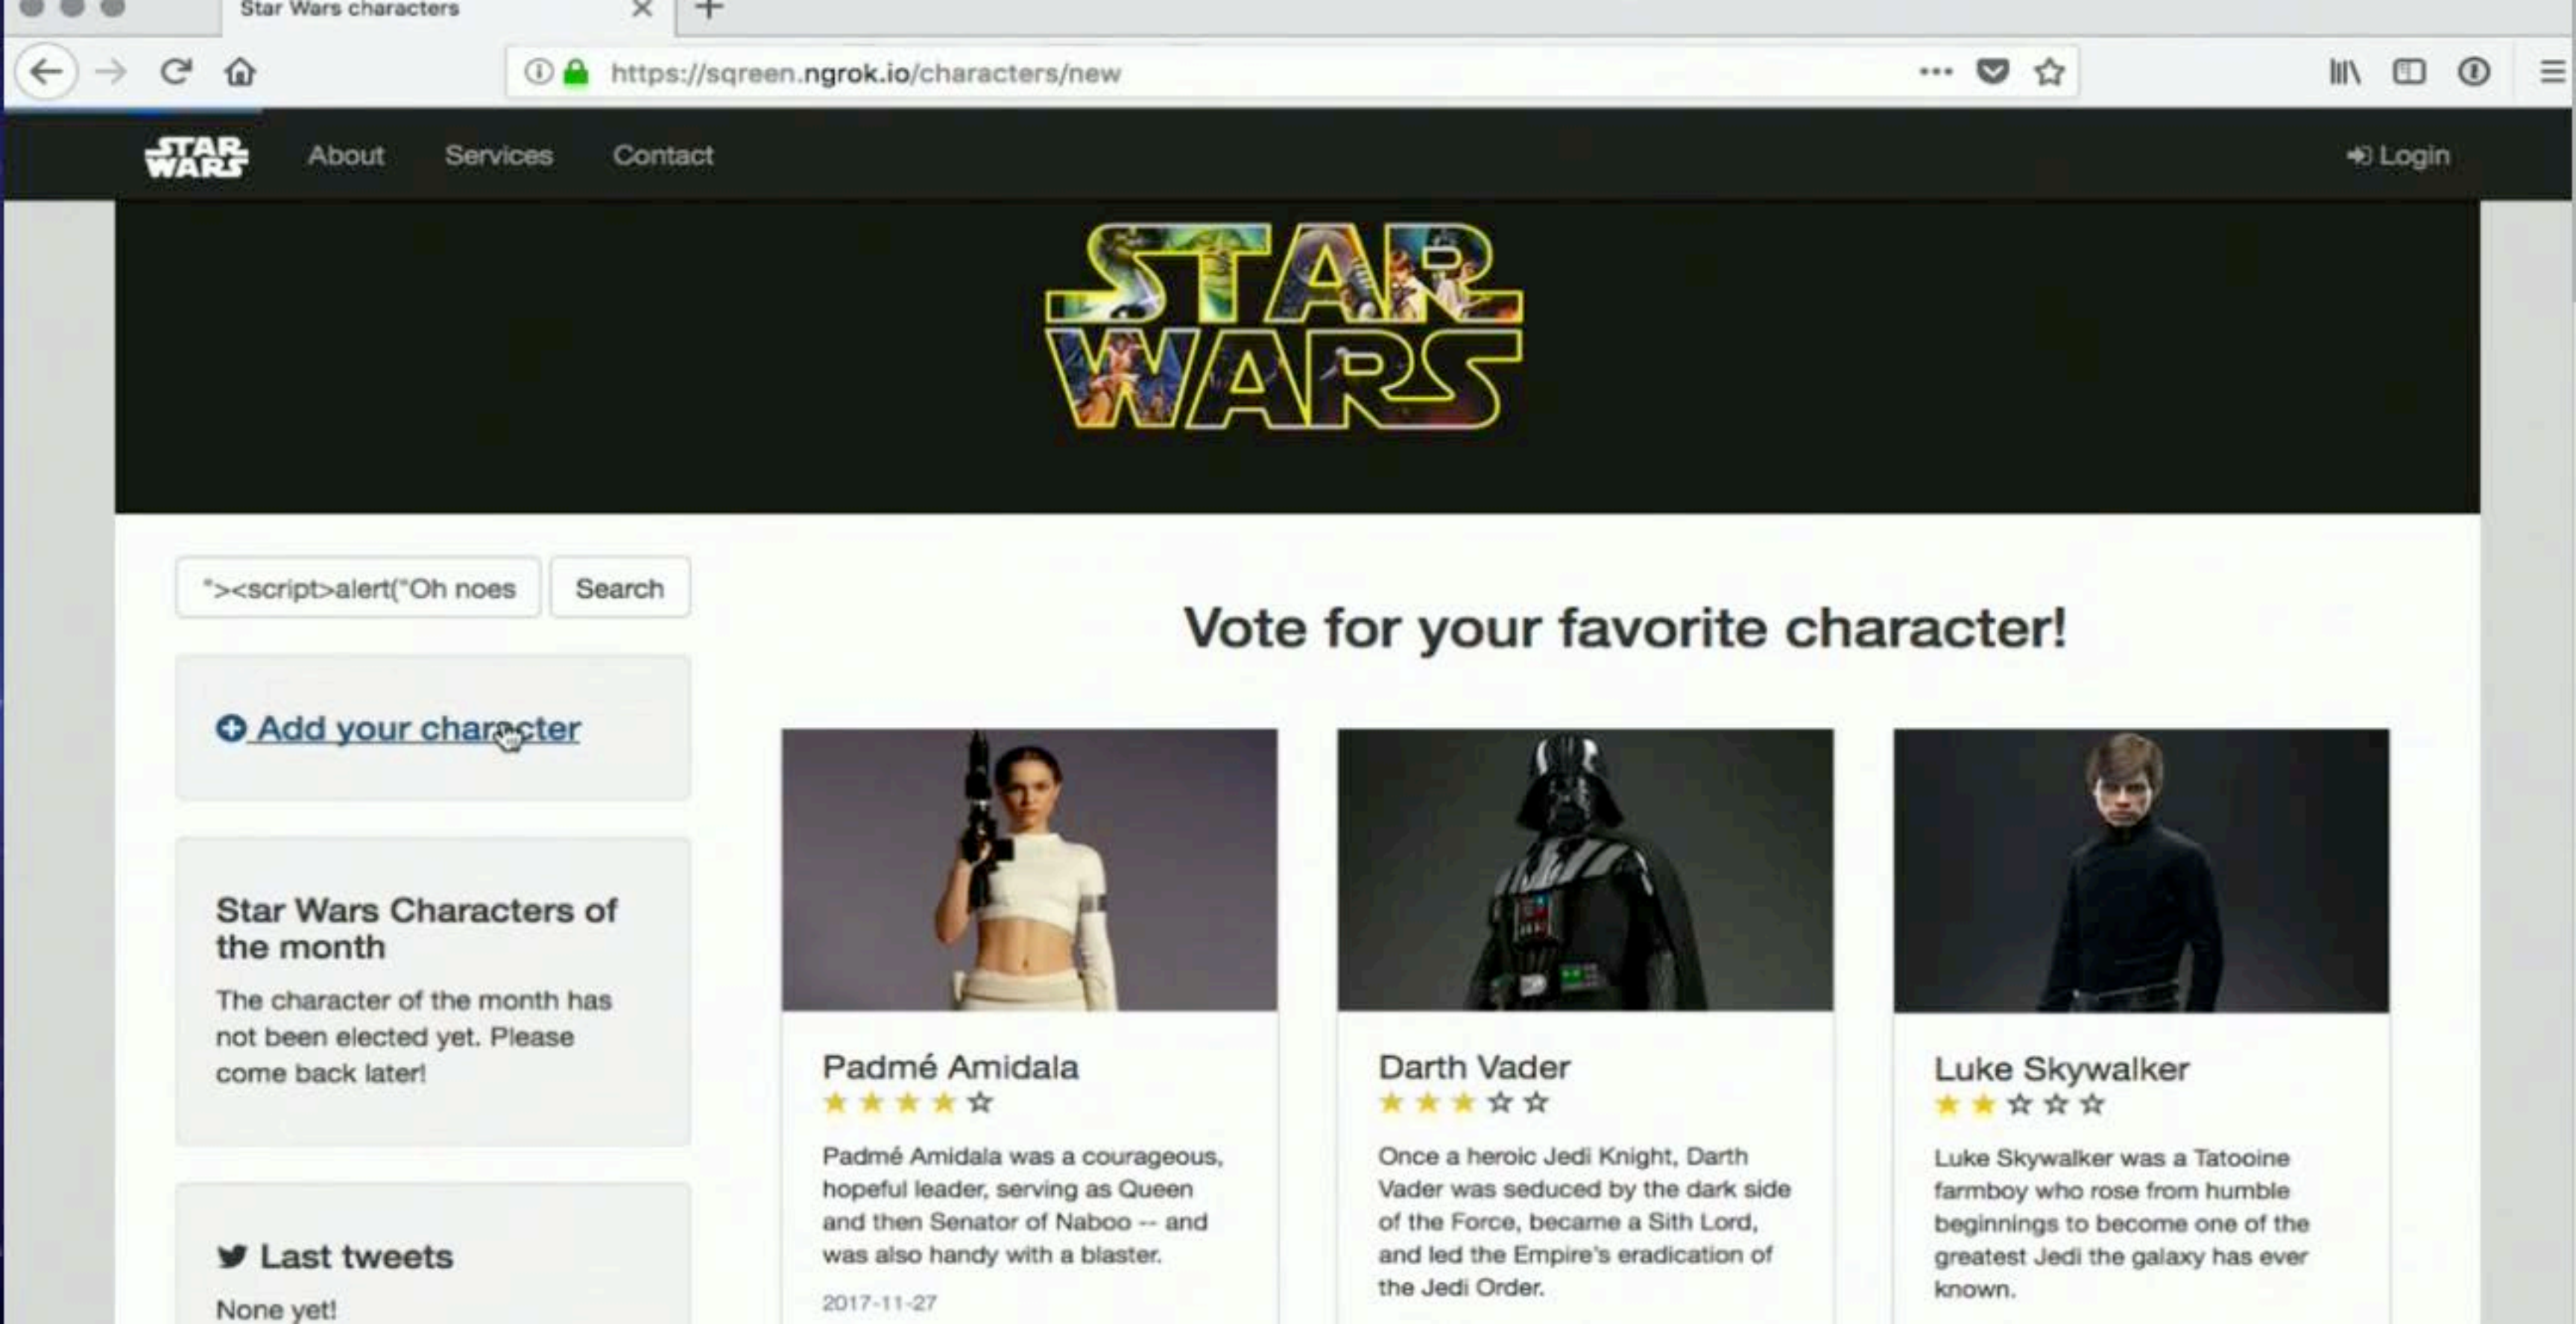 Star Wars characters
https://sqreen.ngrok.io/characters/new
STAR
WARS
About
Services
Contact
Login
STAR
WARS
"><script>alert("Oh noes
Search
Add your character
Star Wars Characters of
the month
The character of the month has
not been elected yet. Please
come back later!
Last tweets
None yet!
Vote for your favorite character!
Padmé Amidala
Padmé Amidala was a courageous,
hopeful leader, serving as Queen
and then Senator of Naboo -- and
was also handy with a blaster.
2017-11-27
Darth Vader
Once a heroic Jedi Knight, Darth
Vader was seduced by the dark side
of the Force, became a Sith Lord,
and led the Empire's eradication of
the Jedi Order.
Luke Skywalker
Luke Skywalker was a Tatooine
farmboy who rose from humble
beginnings to become one of the
greatest Jedi the galaxy has ever
known.